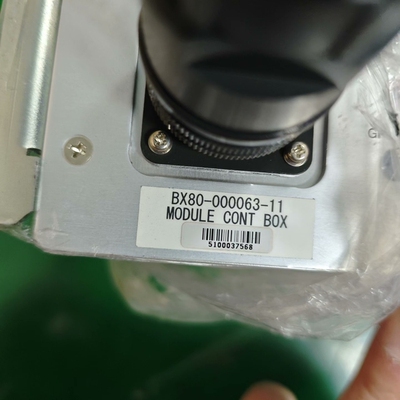 BX80-000063-11
MODULE CONT BOX
5100037568